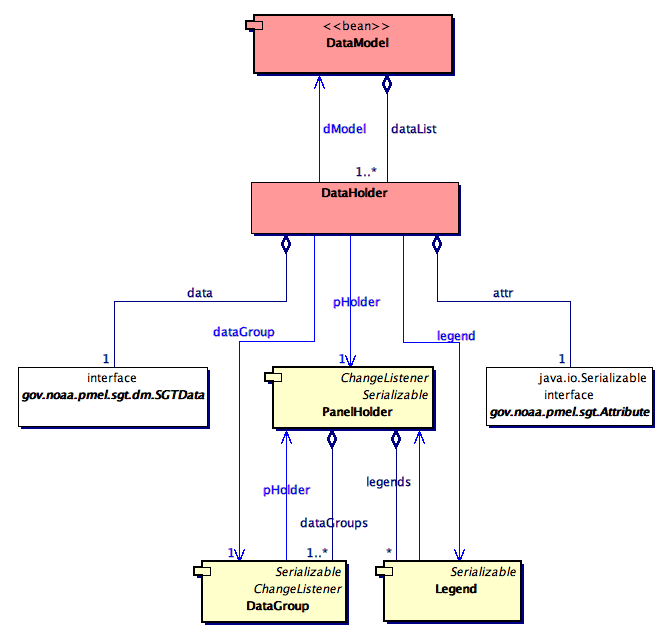 <<bean>>
DataModel
dModel
dataList
1..*
DataHolder
data
pHolder
attr
dataGroup
legend
1
1
1
interface
gov.noaa.pmel.sgt.dm.SGTData
ChangeListener
Serializable
PanelHolder
java.io.Serializable
interface
gov.noaa.pmel.sgt.Attribute
pHolder
legends
dataGroups
1
1..*
*
Serializable
ChangeListener
DataGroup
Serializable
Legend